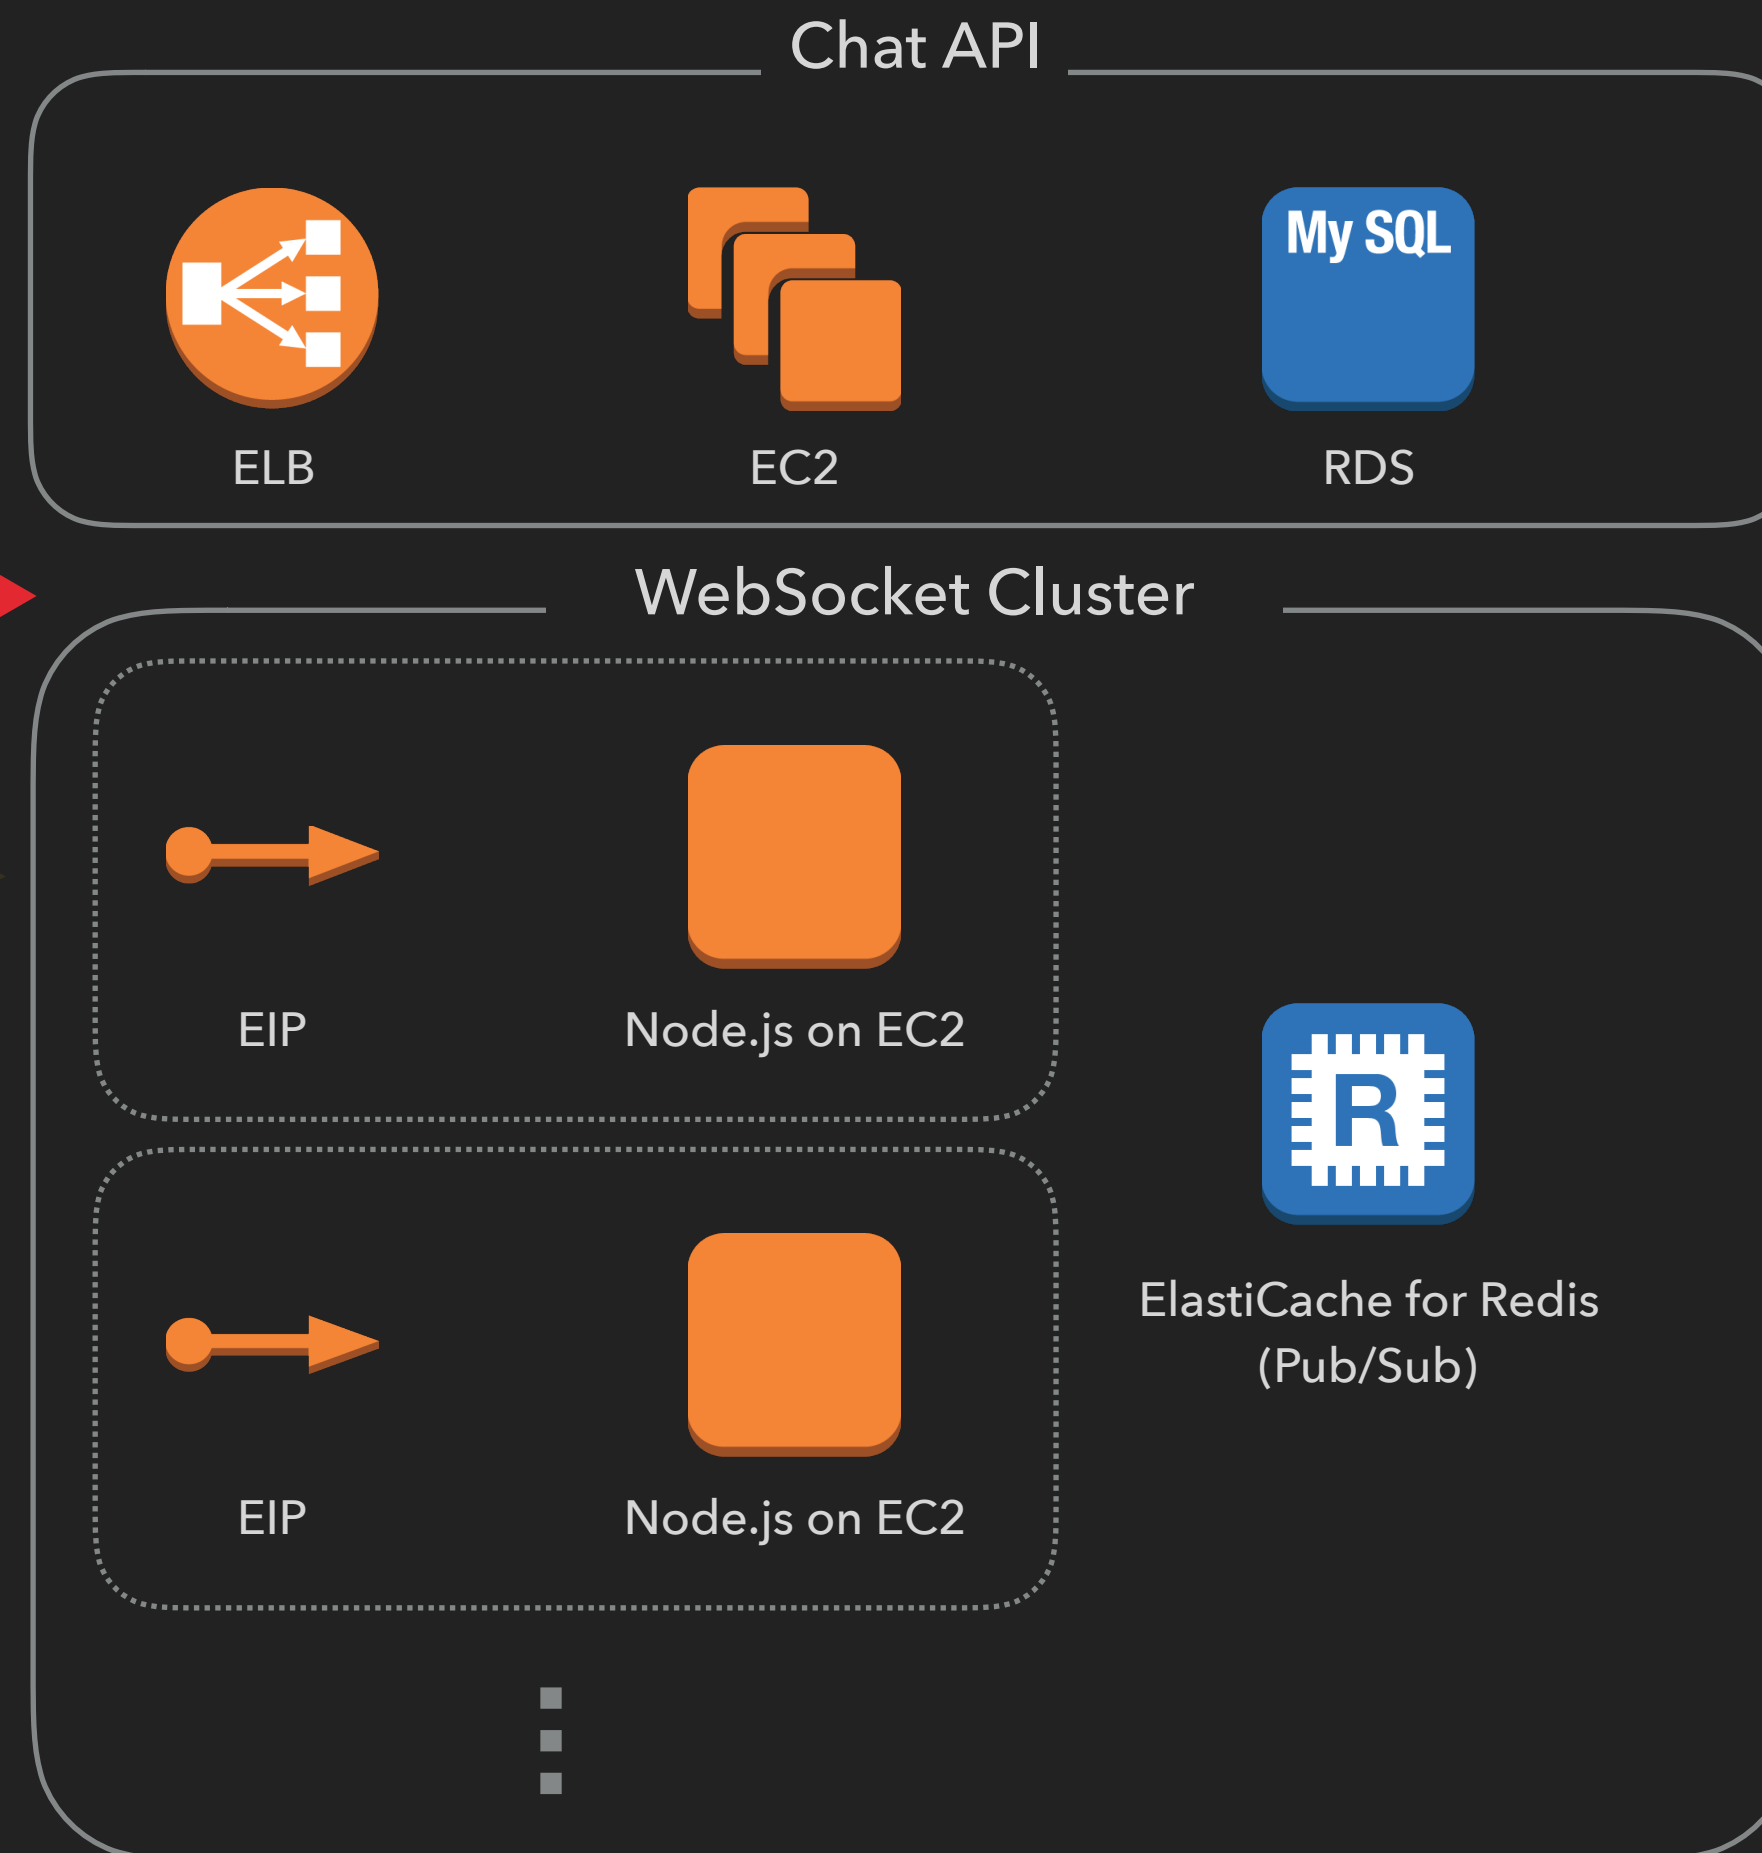 Chat API
My SQL
ELB
EC2
RDS
WebSocket Cluster
EIP
Node.js on EC2
R
ElastiCache for Redis
(Pub/Sub)
EIP
Node.js on EC2